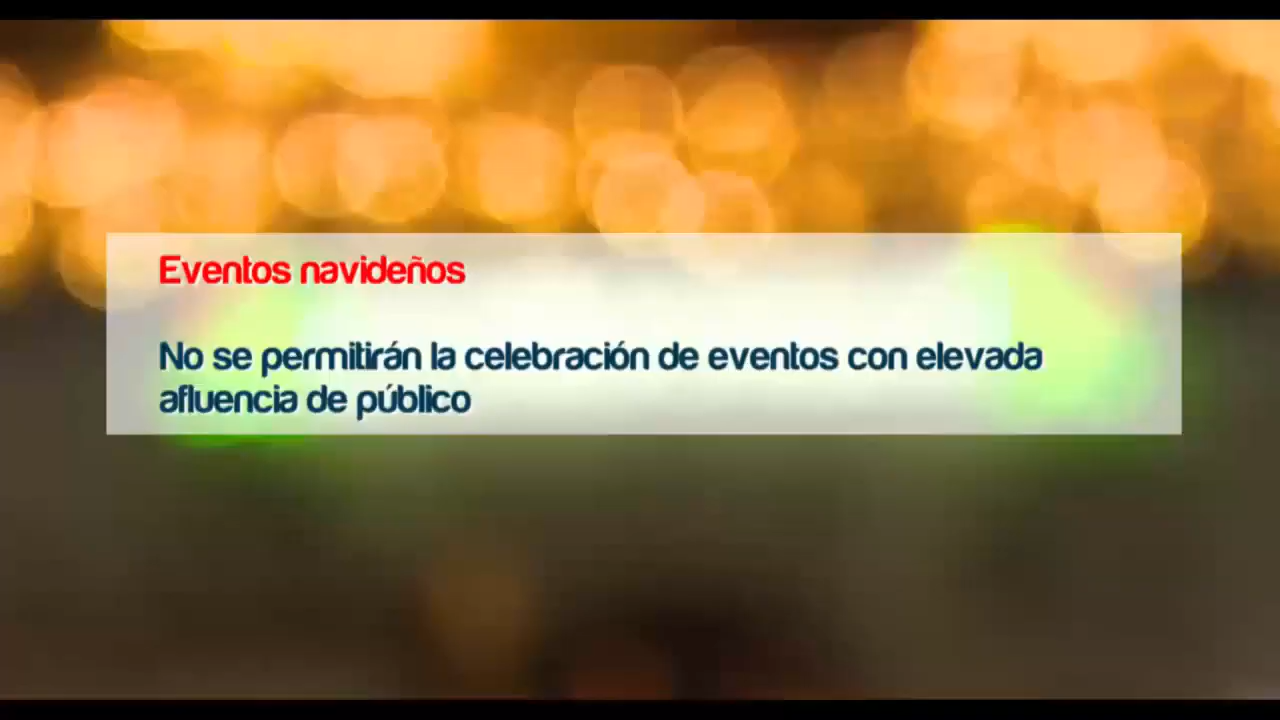 Eventos navideños
No se permitirán la celebración de eventos con elevada
afluencia de público